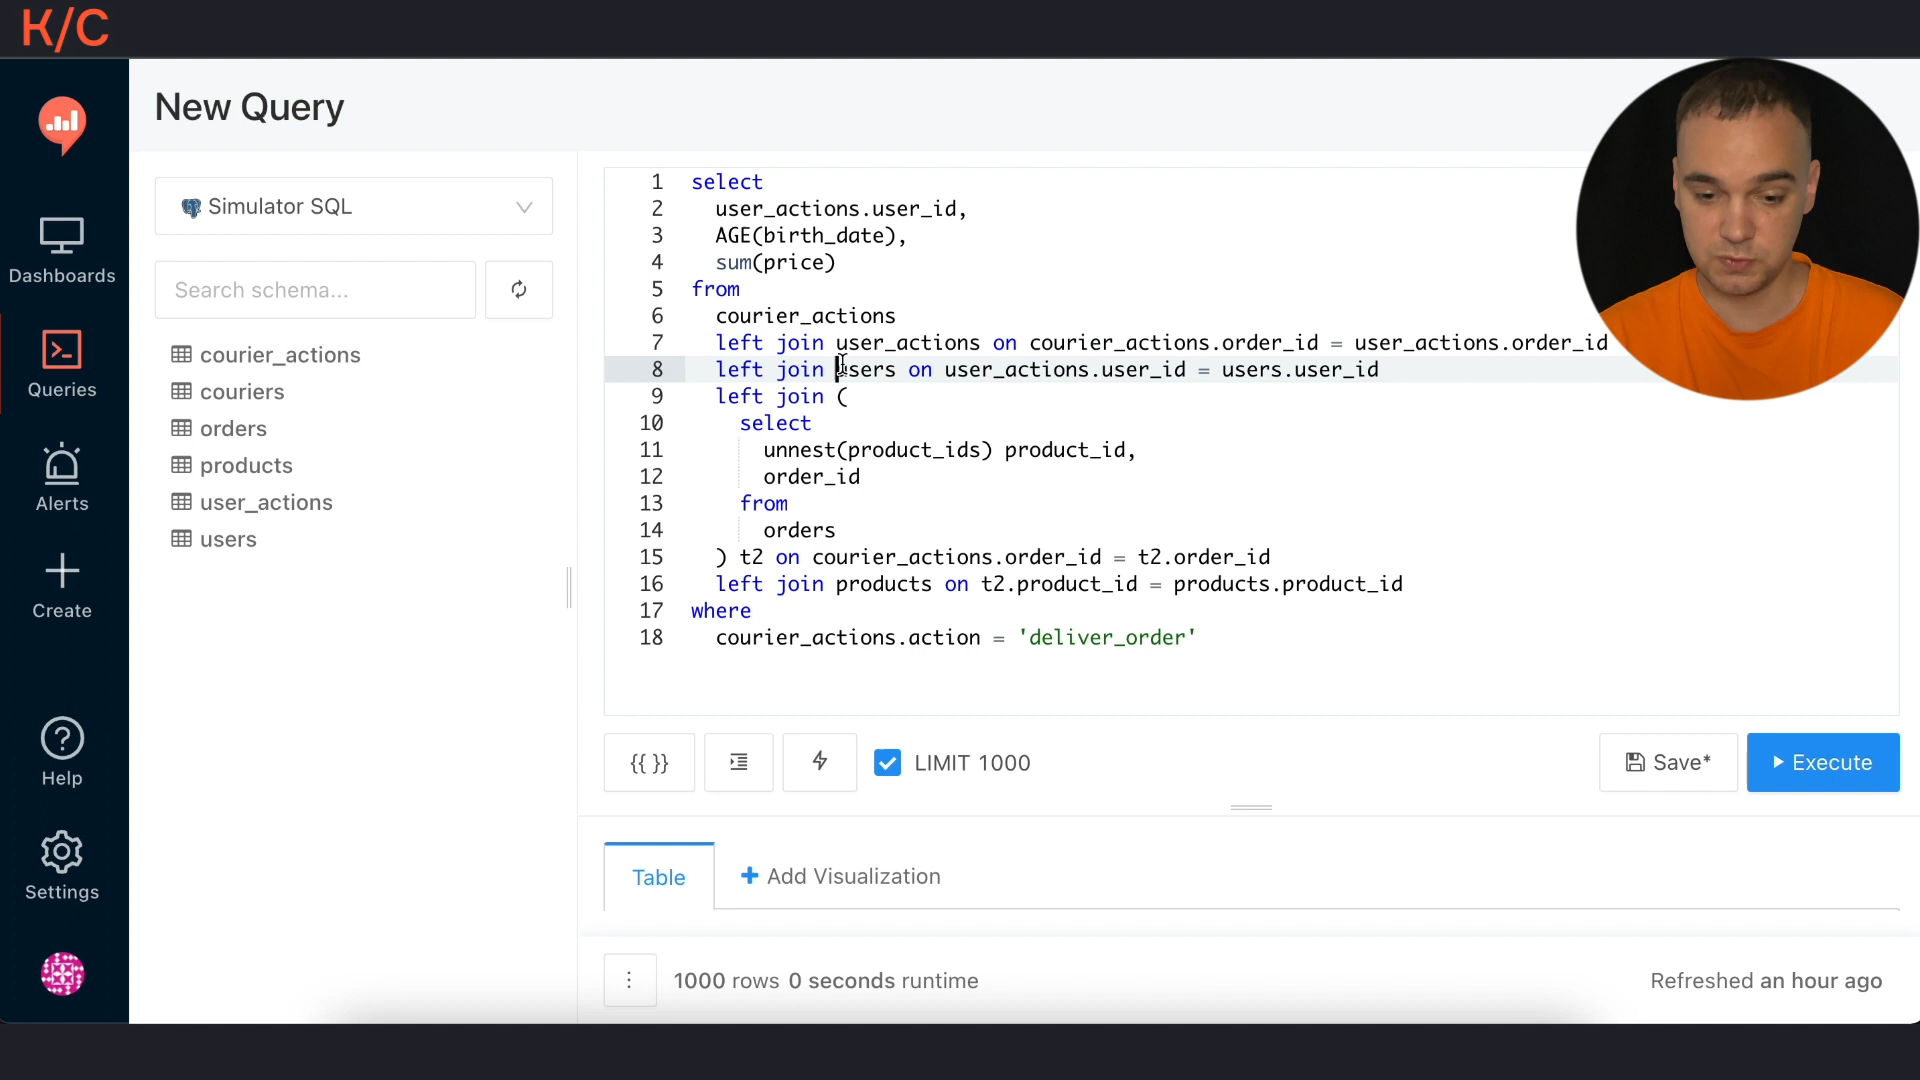 K/C
New Query
Simulator SQL
Search schema...
courier_actions
couriers
orders
products
user_actions
users
Dashboards
Queries
Alerts
Create
Help
Settings
1 select
2 user_actions.user_id,
3 AGE(birth_date),
4 sum(price)
5 from
6 courier_actions
7 left join user_actions on courier_actions.order_id = user_actions.order_id
8 left join users on user_actions.user_id = users.user_id
9 left join (
10 select
11 unnest(product_ids) product_id,
12 order_id
13 from
14 orders
15 ) t2 on courier_actions.order_id = t2.order_id
16 left join products on t2.product_id = products.product_id
17 where
18 courier_actions.action = 'deliver_order'
{{ }}
LIMIT 1000
Save*
Execute
Table
Add Visualization
1000 rows 0 seconds runtime
Refreshed an hour ago